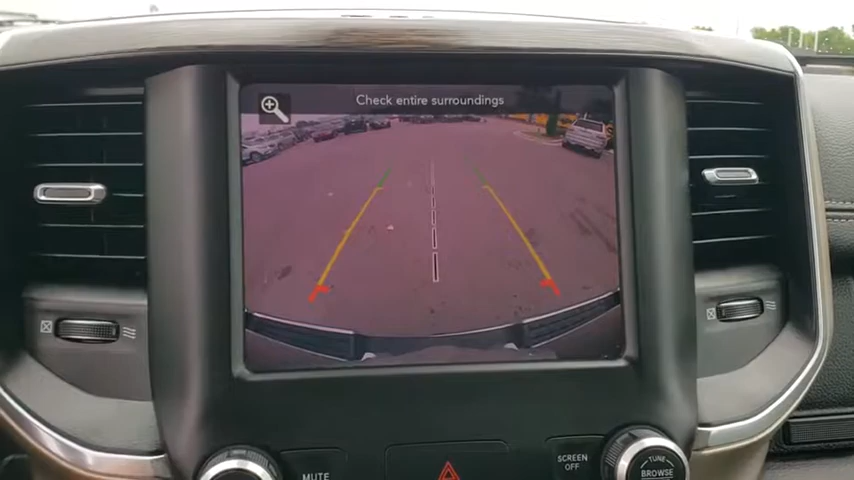 Check entire surroundings
MUTE
SCREEN
OFF
TUNE
BROWSE